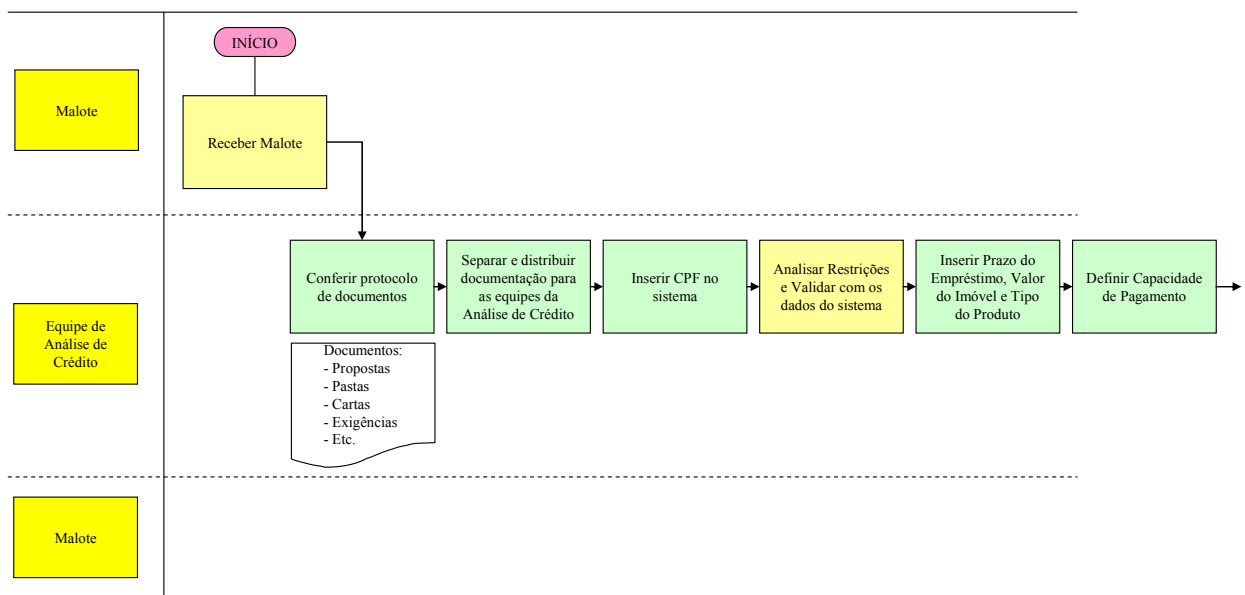 INÍCIO
Malote
Receber Malote
Equipe de
Análise de
Crédito
Conferir protocolo
de documentos
Separar e distribuir
documentação para
as equipes da
Análise de Crédito
Inserir CPF no
sistema
Analisar Restrições
e Validar com os
dados do sistema
Inserir Prazo do
Empréstimo, Valor
do Imóvel e Tipo
do Produto
Definir Capacidade
de Pagamento
Documentos:
- Propostas
- Pastas
- Cartas
- Exigências
- Etc.
Malote